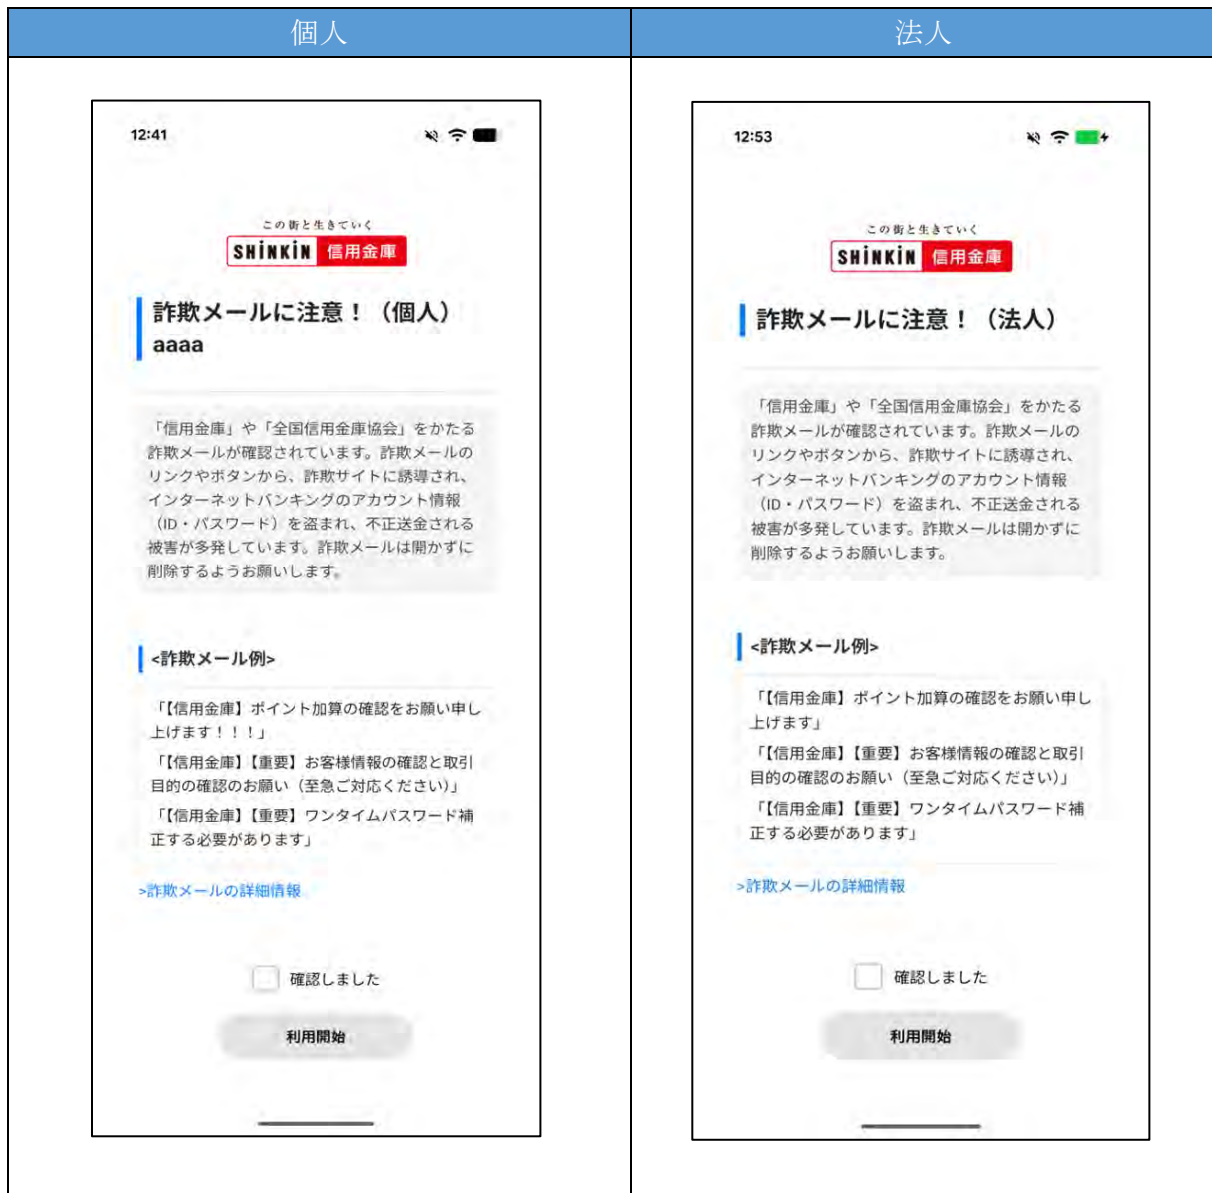 個人
法人
12:41
この街と生きていく
SHINKIN 信用金庫
詐欺メールに注意！（個人）
aaaa
「信用金庫」や「全国信用金庫協会」をかたる
詐欺メールが確認されています。詐欺メールの
リンクやボタンから、詐欺サイトに誘導され、
インターネットバンキングのアカウント情報
（ID・パスワード）を盗まれ、不正送金される
被害が多発しています。詐欺メールは開かずに
削除するようお願いします。
<詐欺メール例>
「【信用金庫】ポイント加算の確認をお願い申し
上げます！！！」
「【信用金庫】【重要】お客様情報の確認と取引
目的の確認のお願い（至急ご対応ください）」
「【信用金庫】【重要】ワンタイムパスワード補
正する必要があります」
>詐欺メールの詳細情報
確認しました
利用開始
12:53
この街と生きていく
SHINKIN 信用金庫
詐欺メールに注意！（法人）
「信用金庫」や「全国信用金庫協会」をかたる
詐欺メールが確認されています。詐欺メールの
リンクやボタンから、詐欺サイトに誘導され、
インターネットバンキングのアカウント情報
（ID・パスワード）を盗まれ、不正送金される
被害が多発しています。詐欺メールは開かずに
削除するようお願いします。
<詐欺メール例>
「【信用金庫】ポイント加算の確認をお願い申し
上げます」
「【信用金庫】【重要】お客様情報の確認と取引
目的の確認のお願い（至急ご対応ください）」
「【信用金庫】【重要】ワンタイムパスワード補
正する必要があります」
>詐欺メールの詳細情報
確認しました
利用開始